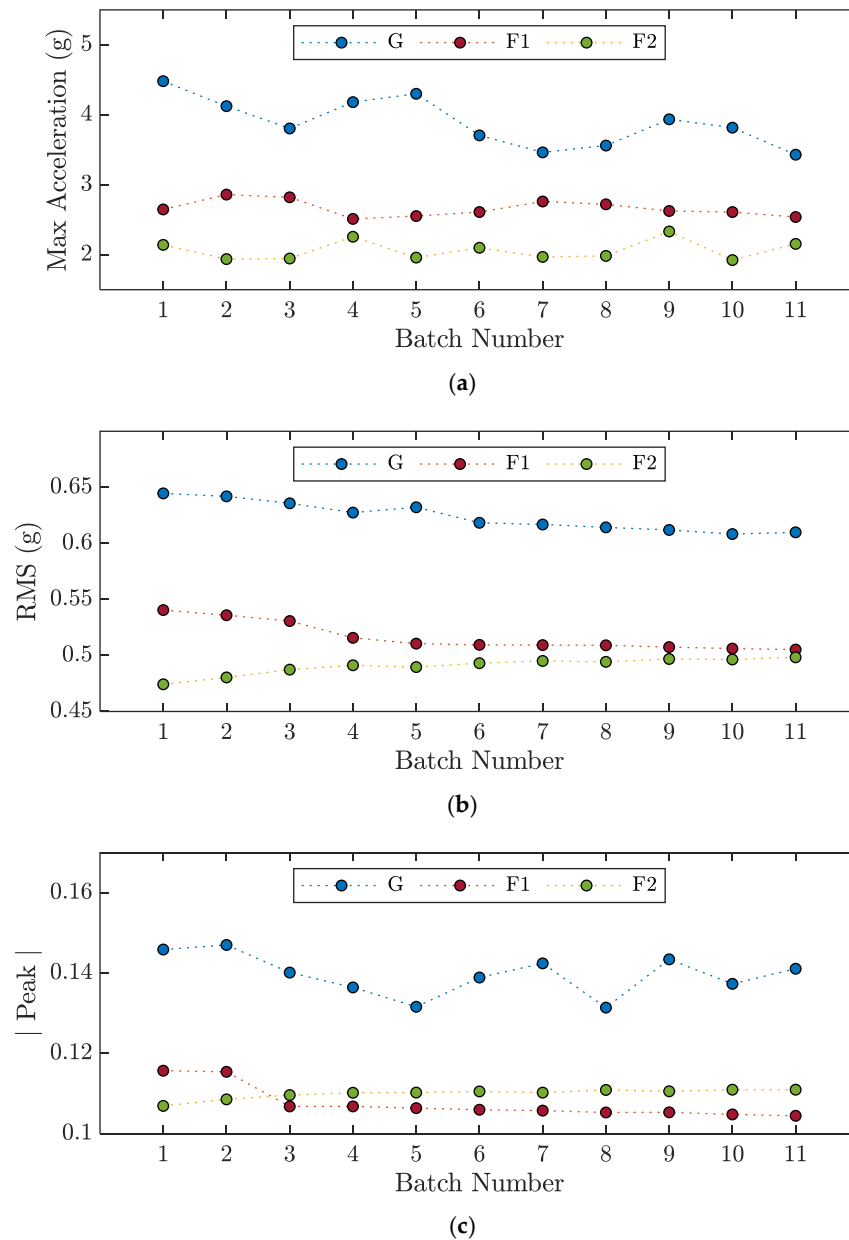 Max Acceleration (g)
5
4
3
2
G F1 F2
1 2 3 4 5 6 7 8 9 10 11
Batch Number
(a)
RMS (g)
0.65
0.6
0.55
0.5
0.45
G F1 F2
1 2 3 4 5 6 7 8 9 10 11
Batch Number
(b)
| Peak |
0.16
0.14
0.12
0.1
G F1 F2
1 2 3 4 5 6 7 8 9 10 11
Batch Number
(c)